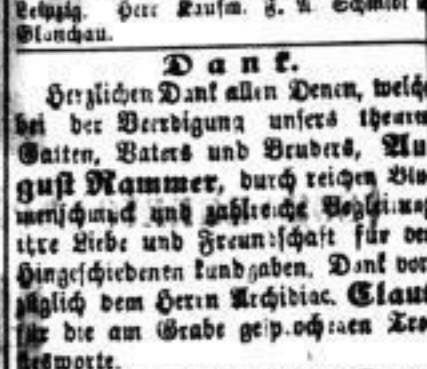 Leipzig. Herr Kaufm. F. A. Schmidt
Glauchau.
Dank.
Herzlichen Dank allen Denen, welche
bei der Beerdigung unsers theuren
Gatten, Vaters und Bruders, Au
gust Rammer, durch reichen Blu
menschmuck und zahlreiche Begleitung
ihre Liebe und Freundschaft für den
Hingeschiedenen kundgaben. Dank vor
züglich dem Herrn Archidiac. Clauß
für die am Grabe gesprochenen Tro
stesworte.